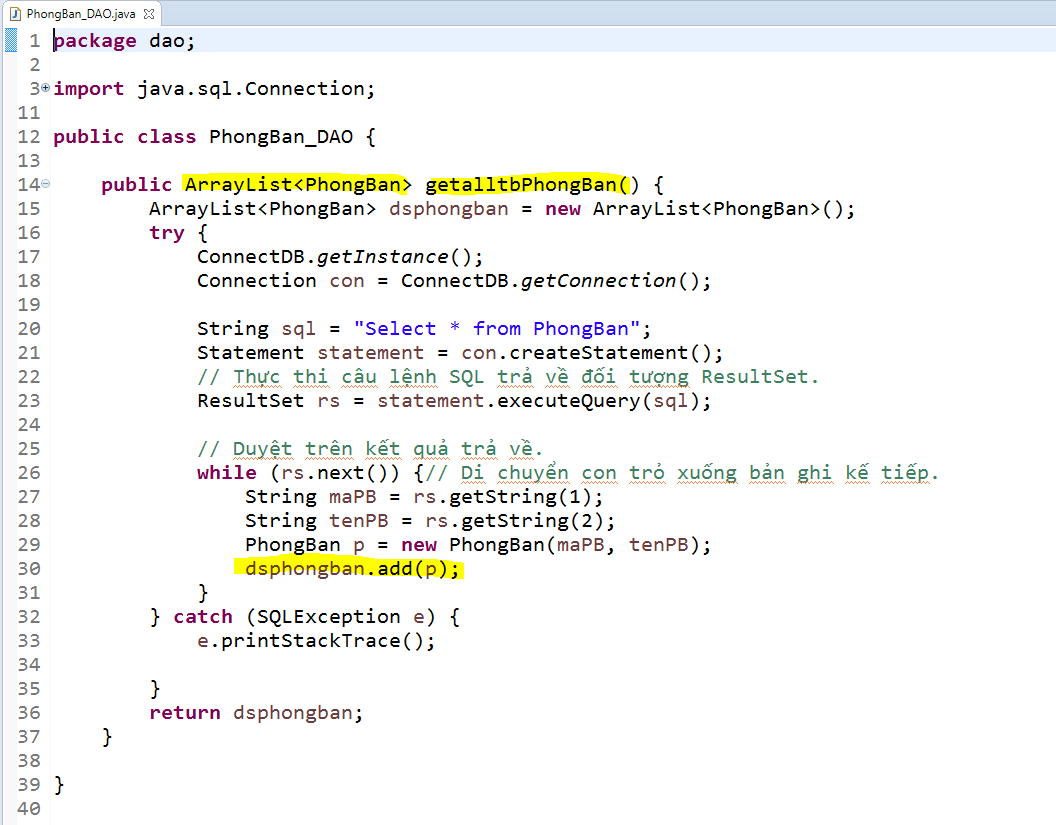 PhongBan_DAO.java
1 package dao;
2
3 import java.sql.Connection;
11
12 public class PhongBan_DAO {
13
14     public ArrayList<PhongBan> getalltbPhongBan() {
15         ArrayList<PhongBan> dsphongban = new ArrayList<PhongBan>();
16         try {
17             ConnectDB.getInstance();
18             Connection con = ConnectDB.getConnection();
19
20             String sql = "Select * from PhongBan";
21             Statement statement = con.createStatement();
22             // Thực thi câu lệnh SQL trả về đối tượng ResultSet.
23             ResultSet rs = statement.executeQuery(sql);
24
25             // Duyệt trên kết quả trả về.
26             while (rs.next()) {// Di chuyển con trỏ xuống bản ghi kế tiếp.
27                 String maPB = rs.getString(1);
28                 String tenPB = rs.getString(2);
29                 PhongBan p = new PhongBan(maPB, tenPB);
30                 dsphongban.add(p);
31             }
32         } catch (SQLException e) {
33             e.printStackTrace();
34
35         }
36         return dsphongban;
37     }
38
39 }
40